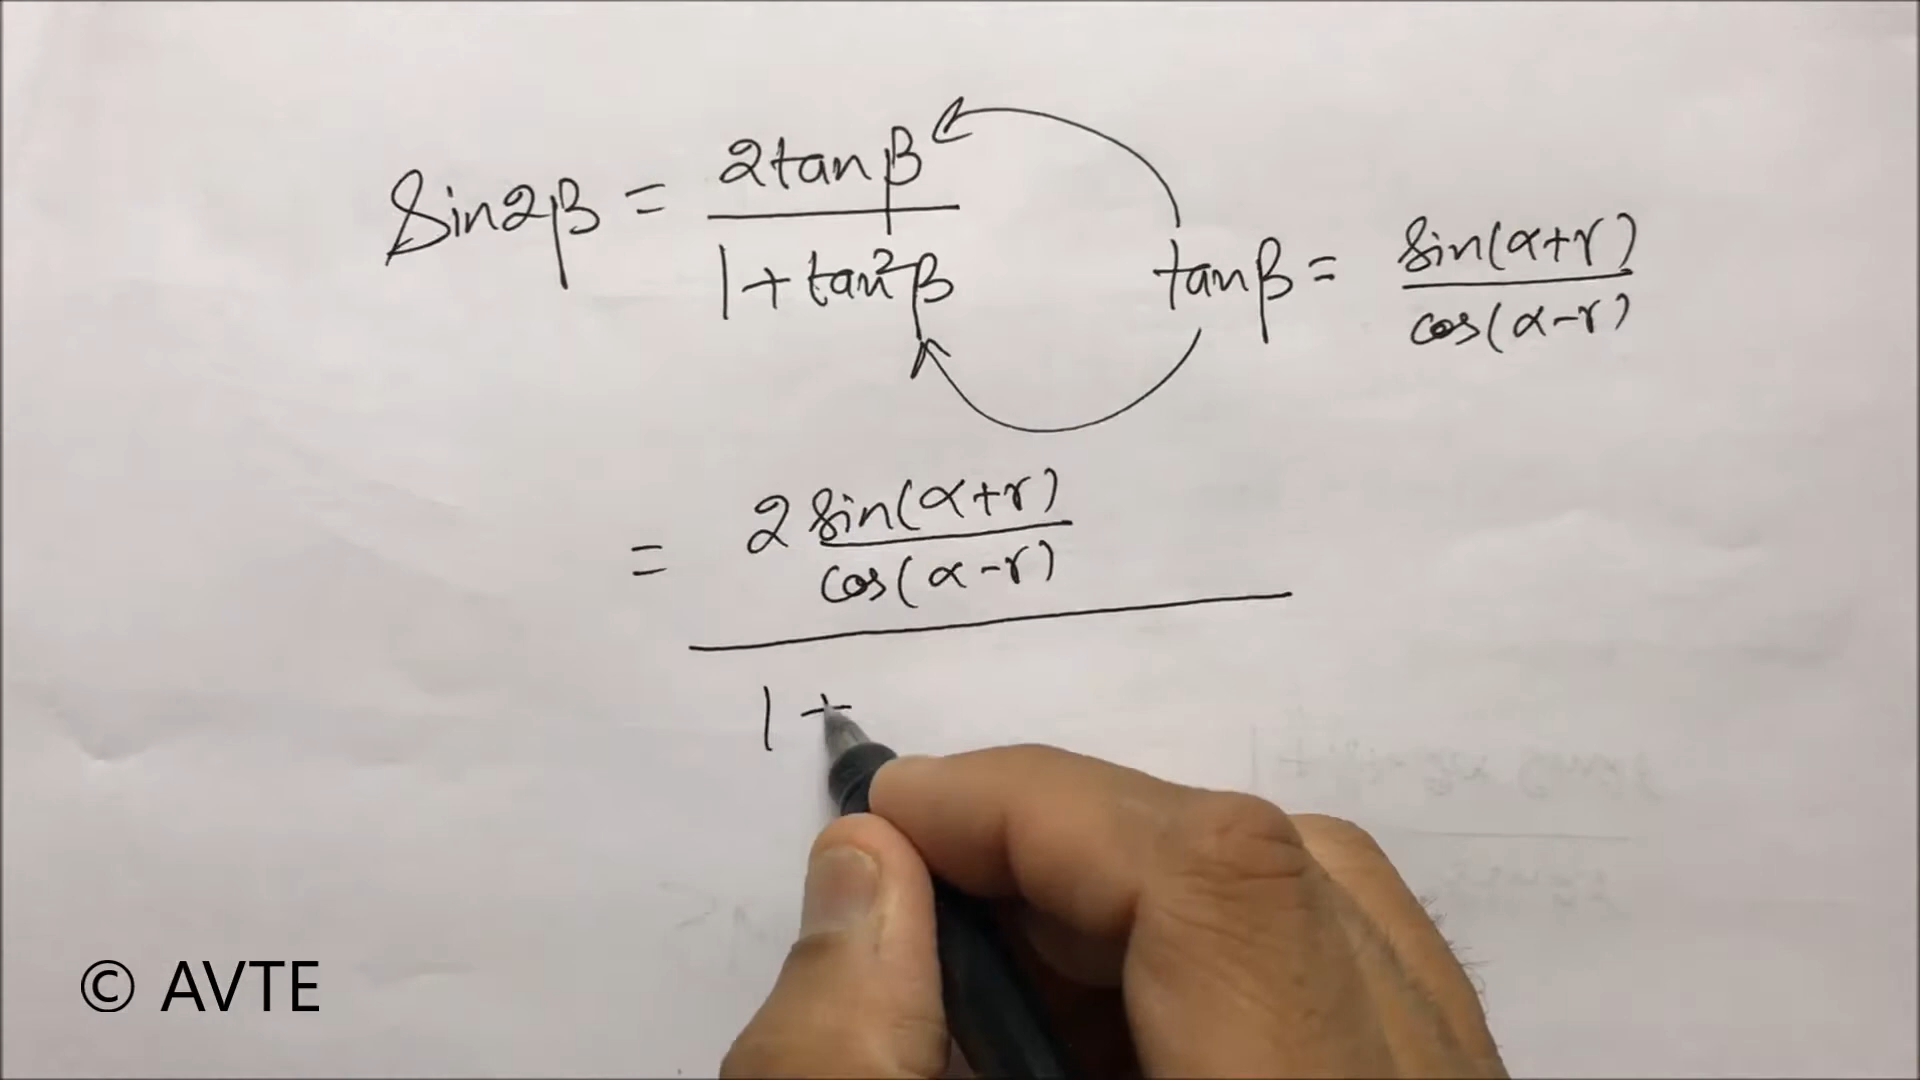 sin2β = 2tanβ / 1+tan²β
tanβ = sin(α+r) / cos(α-r)
= 2 sin(α+r) / cos(α-r)
1 +
© AVTE